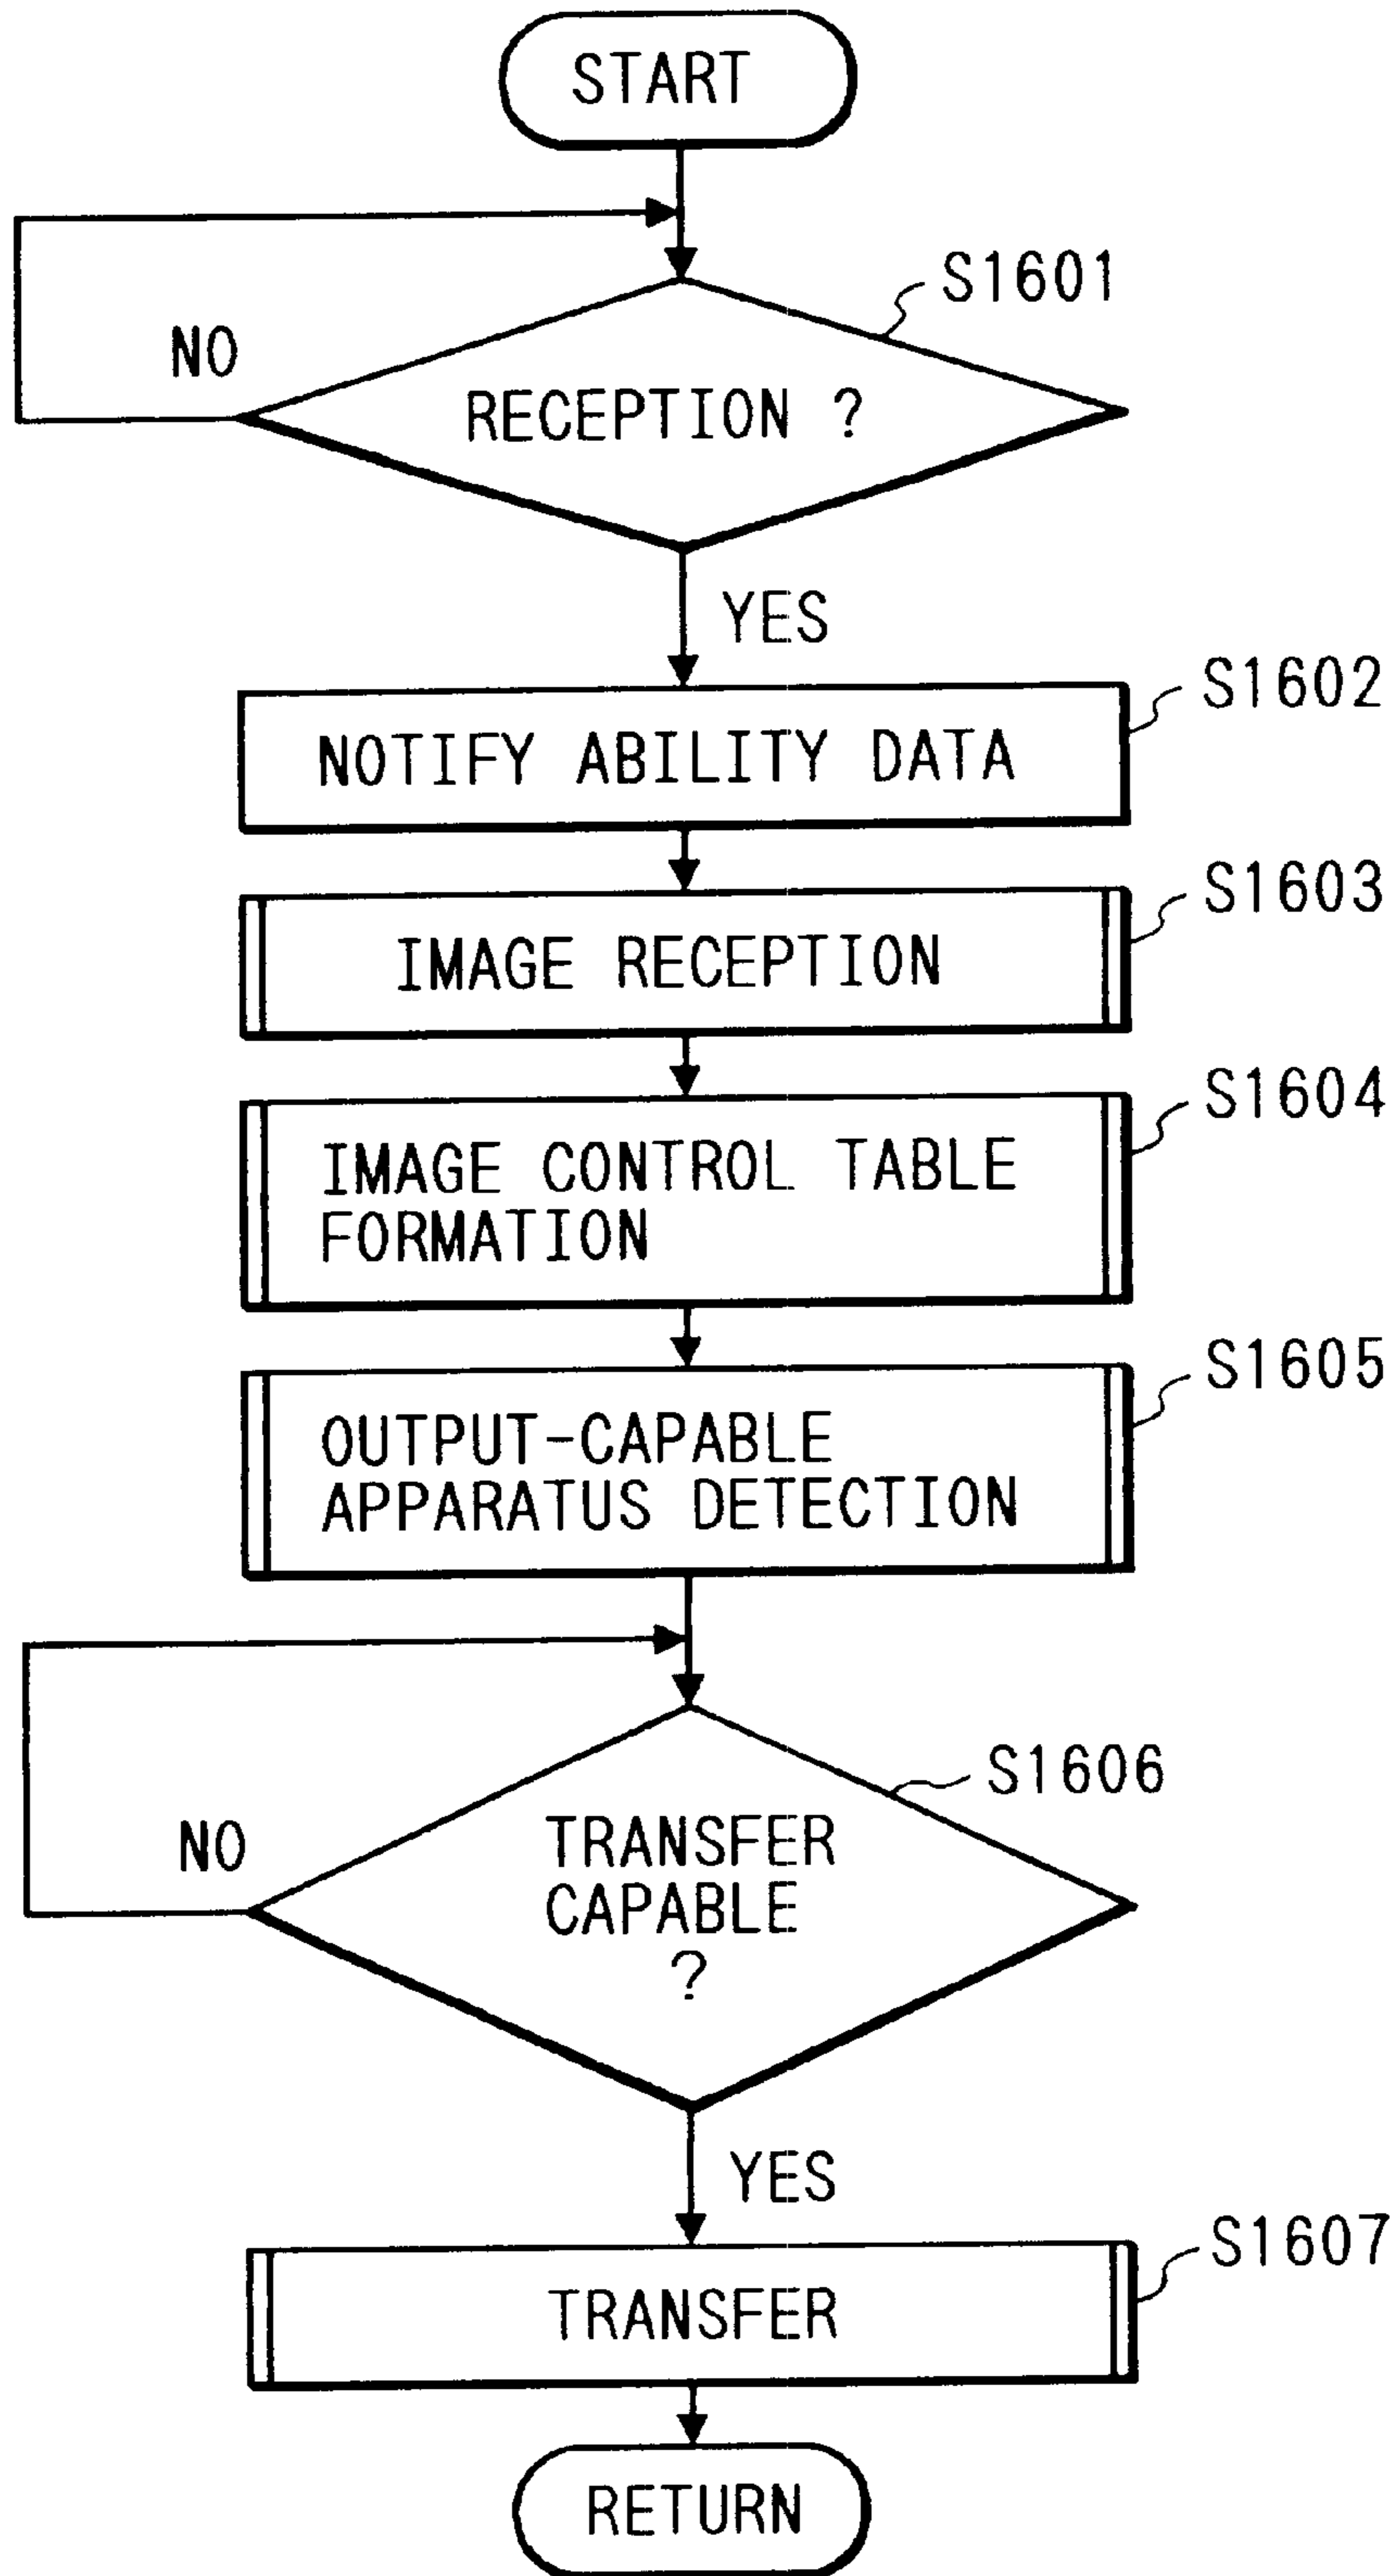 START
S1601
NO
RECEPTION ?
YES
S1602
NOTIFY ABILITY DATA
S1603
IMAGE RECEPTION
S1604
IMAGE CONTROL TABLE
FORMATION
S1605
OUTPUT-CAPABLE
APPARATUS DETECTION
S1606
NO
TRANSFER
CAPABLE
?
YES
S1607
TRANSFER
RETURN